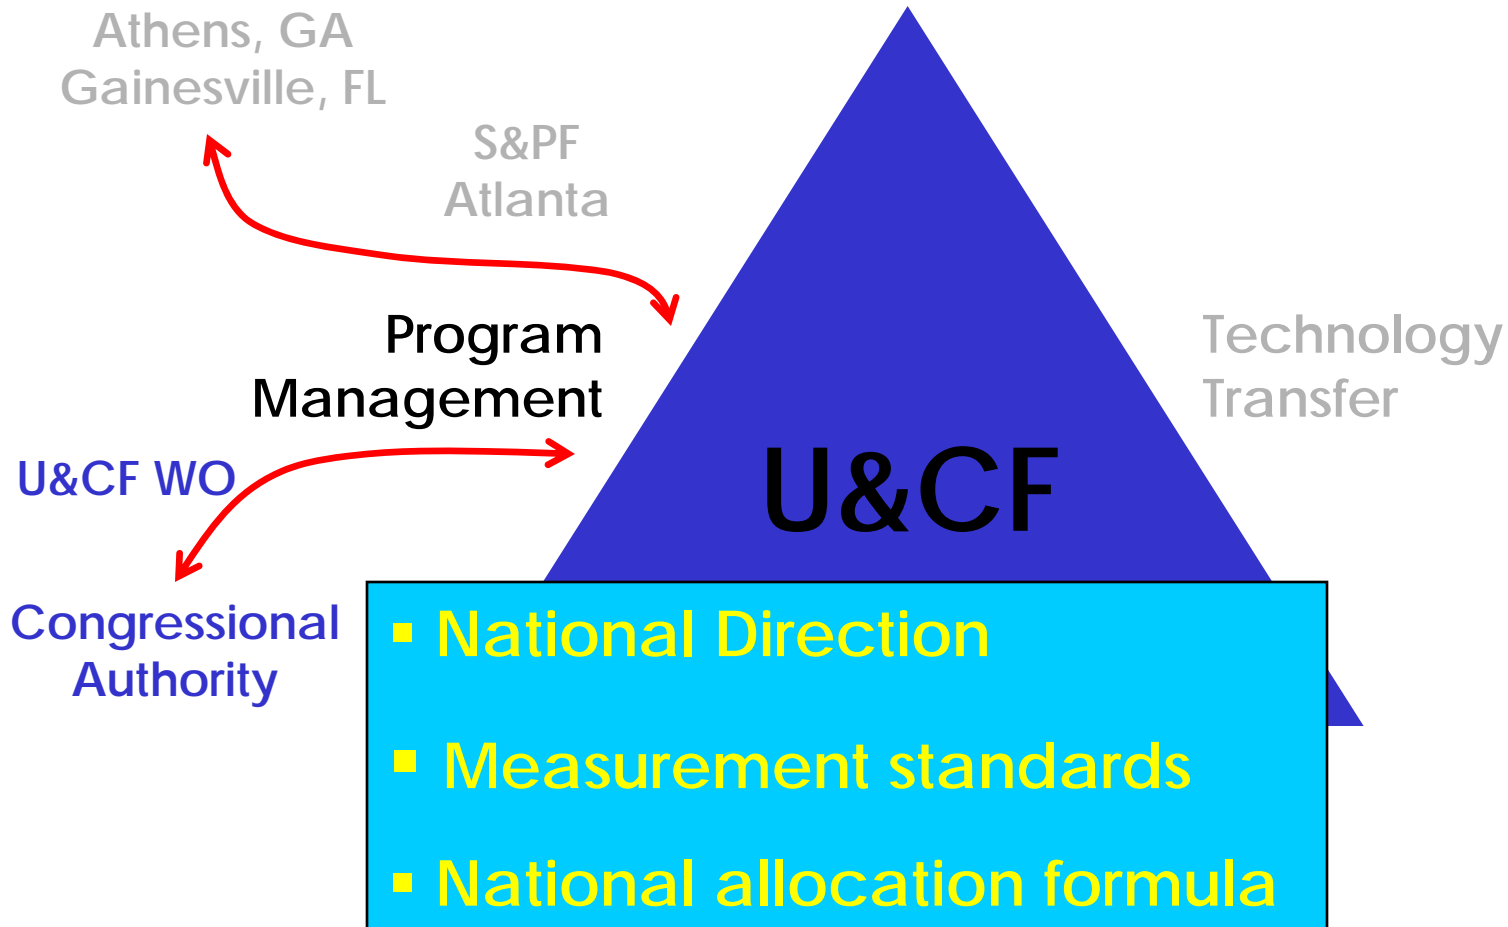 Athens, GA
Gainesville, FL
S&PF
Atlanta
Program
Management
Technology
Transfer
U&CF WO
U&CF
Congressional
Authority
▪ National Direction
▪ Measurement standards
▪ National allocation formula